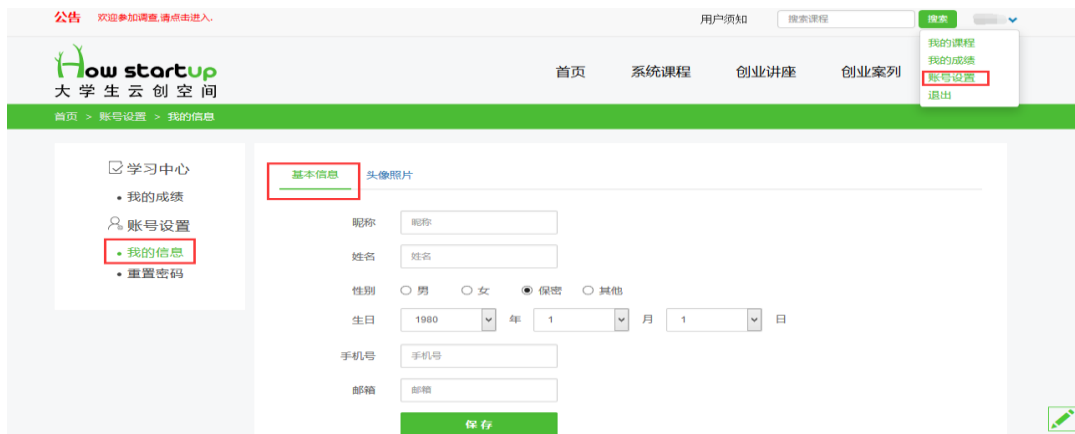 公告 欢迎参加调查,请点击进入.
用户须知 搜索课程 搜索
How startup
大学生云创空间
首页 系统课程 创业讲座 创业案列
我的课程
我的成绩
账号设置
退出
首页 > 账号设置 > 我的信息
学习中心
• 我的成绩
账号设置
• 我的信息
• 重置密码
基本信息 头像照片
昵称 昵称
姓名 姓名
性别 男 女 保密 其他
生日 1980 年 1 月 1 日
手机号 手机号
邮箱 邮箱
保存